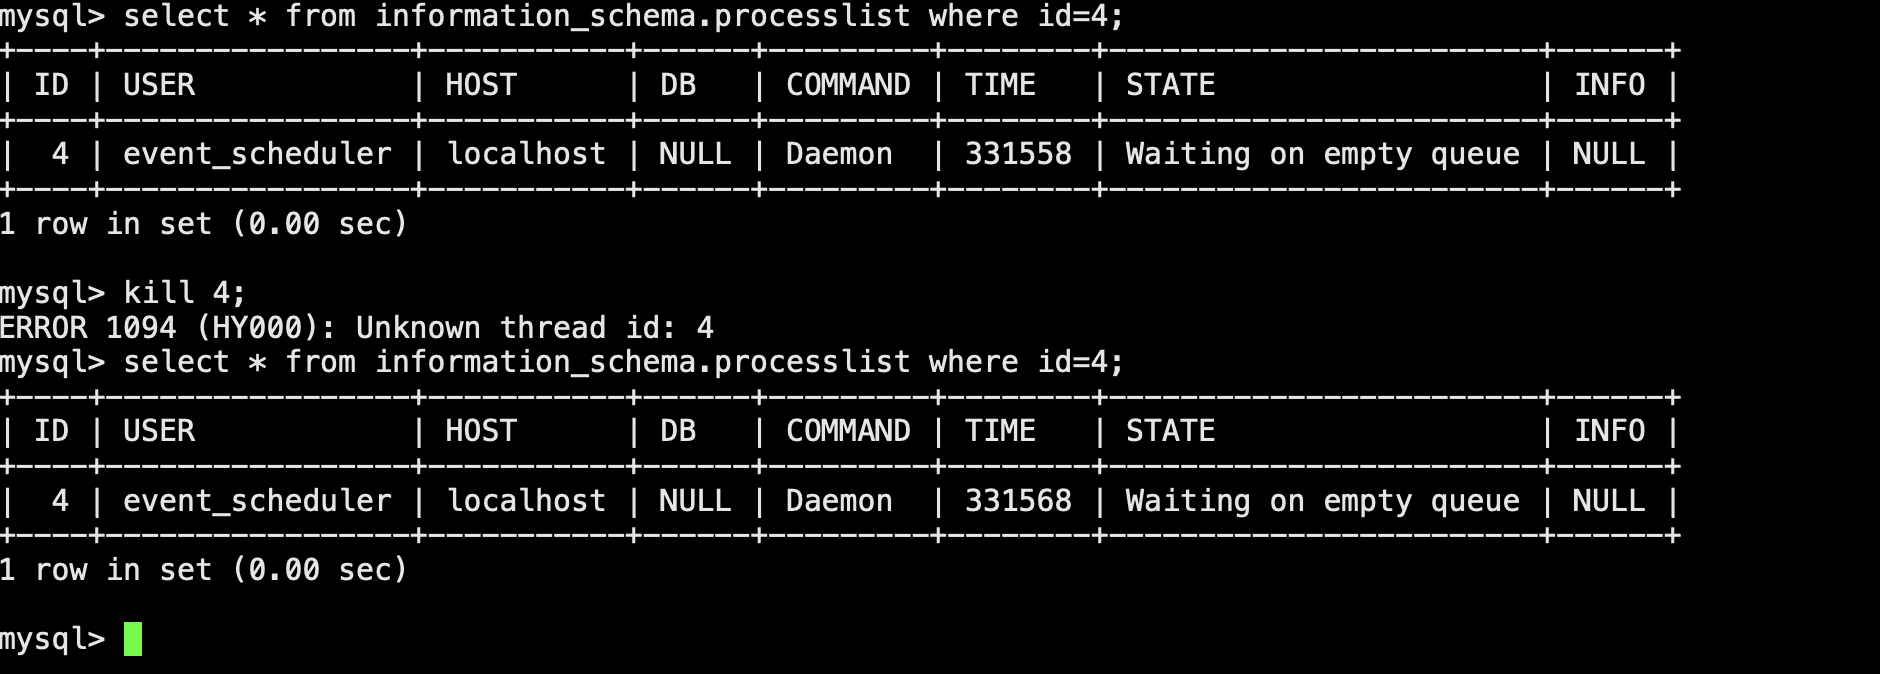 mysql> select * from information_schema.processlist where id=4;
+----+-----------------+-----------+------+---------+--------+------------------------+------+
| ID | USER            | HOST      | DB   | COMMAND | TIME   | STATE                  | INFO |
+----+-----------------+-----------+------+---------+--------+------------------------+------+
|  4 | event_scheduler | localhost | NULL | Daemon  | 331558 | Waiting on empty queue | NULL |
+----+-----------------+-----------+------+---------+--------+------------------------+------+
1 row in set (0.00 sec)
mysql> kill 4;
ERROR 1094 (HY000): Unknown thread id: 4
mysql> select * from information_schema.processlist where id=4;
+----+-----------------+-----------+------+---------+--------+------------------------+------+
| ID | USER            | HOST      | DB   | COMMAND | TIME   | STATE                  | INFO |
+----+-----------------+-----------+------+---------+--------+------------------------+------+
|  4 | event_scheduler | localhost | NULL | Daemon  | 331568 | Waiting on empty queue | NULL |
+----+-----------------+-----------+------+---------+--------+------------------------+------+
1 row in set (0.00 sec)
mysql>